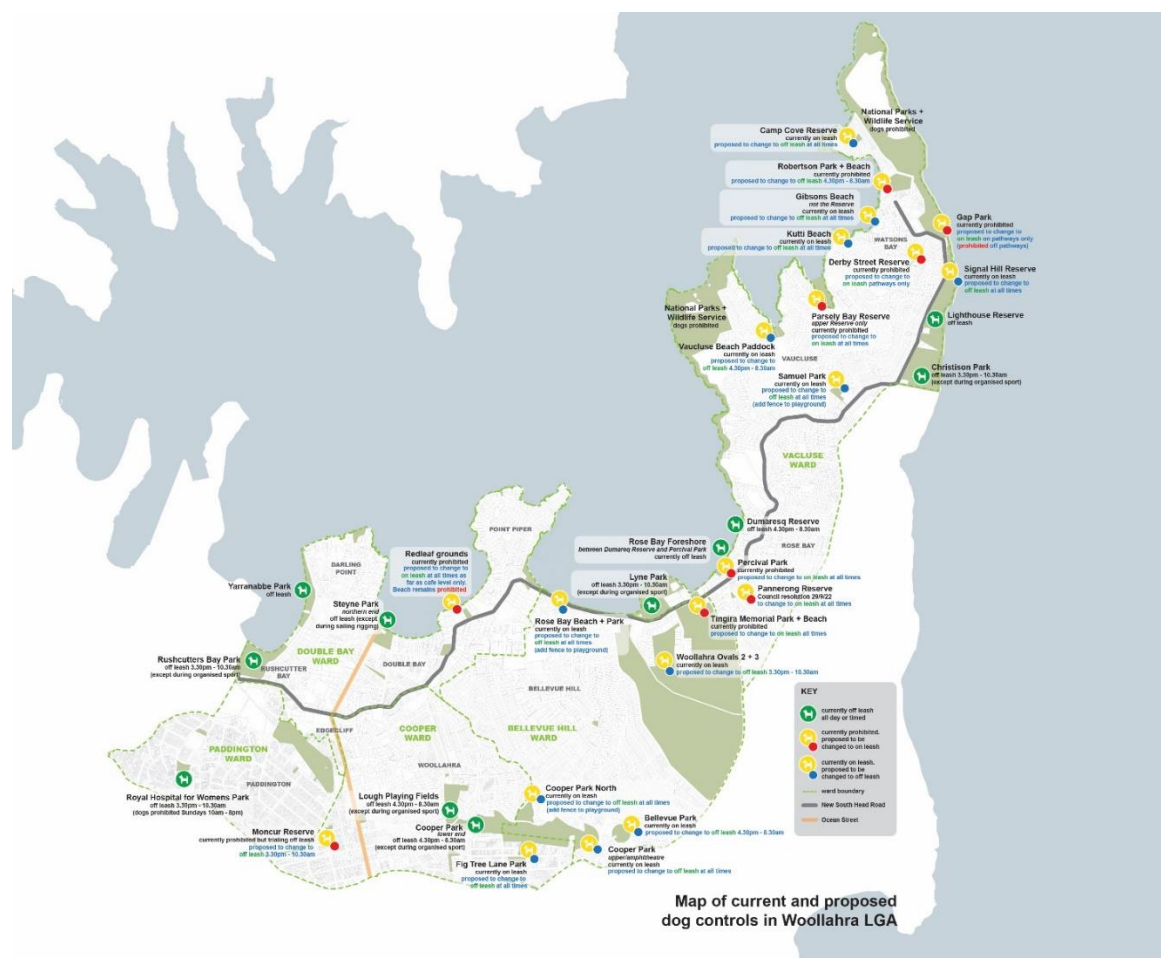 National Parks +
Wildlife Service
dogs prohibited
Camp Cove Reserve
currently on leash
proposed to change to off leash at all times
Robertson Park + Beach
currently prohibited
proposed to change to off leash 4.30pm - 8.30am
Gibsons Beach
not the Reserve
currently on leash
proposed to change to off leash at all times
Kutti Beach
currently on leash
proposed to change to off leash at all times
WATSONS
BAY
Gap Park
currently prohibited
proposed to change to
on leash on pathways only
(prohibited off pathways)
Derby Street Reserve
currently prohibited
proposed to change to
on leash pathways only
Signal Hill Reserve
currently on leash
proposed to change to
off leash at all times
National Parks +
Wildlife Service
dogs prohibited
Parsely Bay Reserve
upper Reserve only
currently prohibited
proposed to change to
on leash at all times
Lighthouse Reserve
off leash
Vaucluse Beach Paddock
currently on leash
proposed to change to
off leash 4.30pm - 8.30am
VAUCLUSE
Samuel Park
currently on leash
proposed to change to
off leash at all times
(add fence to playground)
Christison Park
off leash 3.30pm - 10.30am
(except during organised sport)
VACLUSE
WARD
Dumaresq Reserve
off leash 4.30pm - 8.30am
ROSE BAY
POINT PIPER
Rose Bay Foreshore
between Dumareq Reserve and Percival Park
currently off leash
Redleaf grounds
currently prohibited
proposed to change to
on leash at all times as
far as cafe level only.
Beach remains prohibited
Percival Park
currently prohibited
proposed to change to on leash at all times
Lyne Park
off leash 3.30pm - 10.30am
(except during organised sport)
Pannerong Reserve
Council resolution 29/9/22
to change to on leash at all times
DARLING
POINT
Yarranabbe Park
off leash
Steyne Park
northern end
off leash (except
during sailing rigging)
Rose Bay Beach + Park
currently on leash
proposed to change to
off leash at all times
(add fence to playground)
Tingira Memorial Park + Beach
currently prohibited
proposed to change to on leash all times
DOUBLE BAY
WARD
DOUBLE BAY
Rushcutters Bay Park
off leash 3.30pm - 10.30am
(except during organised sport)
RUSHCUTTER
BAY
Woollahra Ovals 2 + 3
currently on leash
proposed to change to off leash 3.30pm - 10.30am
BELLEVUE HILL
EDGECLIFF
COOPER
WARD
BELLEVUE HILL
WARD
PADDINGTON
WARD
WOOLLAHRA
PADDINGTON
Royal Hospital for Womens Park
off leash 3.30pm - 10.30am
(dogs prohibited Sundays 10am - 8pm)
Lough Playing Fields
off leash 4.30pm - 8.30am
(except during organised sport)
Cooper Park North
currently on leash
proposed to change to off leash at all times
(add fence to playground)
Moncur Reserve
currently prohibited but trialing off leash
proposed to change to
off leash 3.30pm - 10.30am
Cooper Park
lower end
off leash 4.30pm - 8.30am
(except during organised sport)
Bellevue Park
currently on leash
proposed to change to off leash 4.30pm - 8.30am
Fig Tree Lane Park
currently on leash
proposed to change to
off leash at all times
Cooper Park
upper/amphitheatre
currently on leash
proposed to change to off leash at all times
KEY
currently off leash
all day or timed
currently prohibited.
proposed to be
changed to on leash
currently on leash.
proposed to be
changed to off leash
ward boundary
New South Head Road
Ocean Street
Map of current and proposed
dog controls in Woollahra LGA